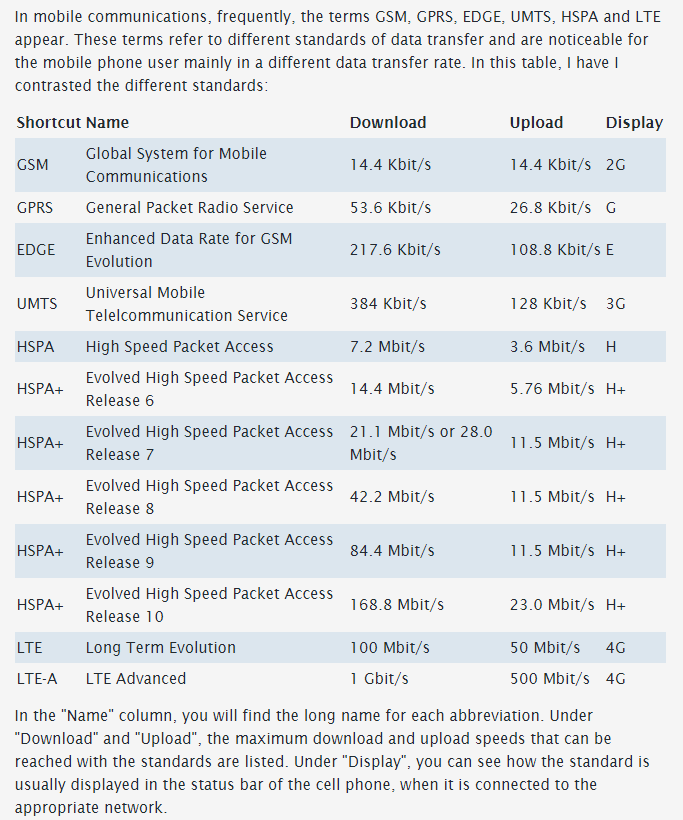 In mobile communications, frequently, the terms GSM, GPRS, EDGE, UMTS, HSPA and LTE
appear. These terms refer to different standards of data transfer and are noticeable for
the mobile phone user mainly in a different data transfer rate. In this table, I have I
contrasted the different standards:
Shortcut Name Download Upload Display
GSM Global System for Mobile Communications 14.4 Kbit/s 14.4 Kbit/s 2G
GPRS General Packet Radio Service 53.6 Kbit/s 26.8 Kbit/s G
EDGE Enhanced Data Rate for GSM Evolution 217.6 Kbit/s 108.8 Kbit/s E
UMTS Universal Mobile Telelcommunication Service 384 Kbit/s 128 Kbit/s 3G
HSPA High Speed Packet Access 7.2 Mbit/s 3.6 Mbit/s H
HSPA+ Evolved High Speed Packet Access Release 6 14.4 Mbit/s 5.76 Mbit/s H+
HSPA+ Evolved High Speed Packet Access Release 7 21.1 Mbit/s or 28.0 Mbit/s 11.5 Mbit/s H+
HSPA+ Evolved High Speed Packet Access Release 8 42.2 Mbit/s 11.5 Mbit/s H+
HSPA+ Evolved High Speed Packet Access Release 9 84.4 Mbit/s 11.5 Mbit/s H+
HSPA+ Evolved High Speed Packet Access Release 10 168.8 Mbit/s 23.0 Mbit/s H+
LTE Long Term Evolution 100 Mbit/s 50 Mbit/s 4G
LTE-A LTE Advanced 1 Gbit/s 500 Mbit/s 4G
In the "Name" column, you will find the long name for each abbreviation. Under
"Download" and "Upload", the maximum download and upload speeds that can be
reached with the standards are listed. Under "Display", you can see how the standard is
usually displayed in the status bar of the cell phone, when it is connected to the
appropriate network.